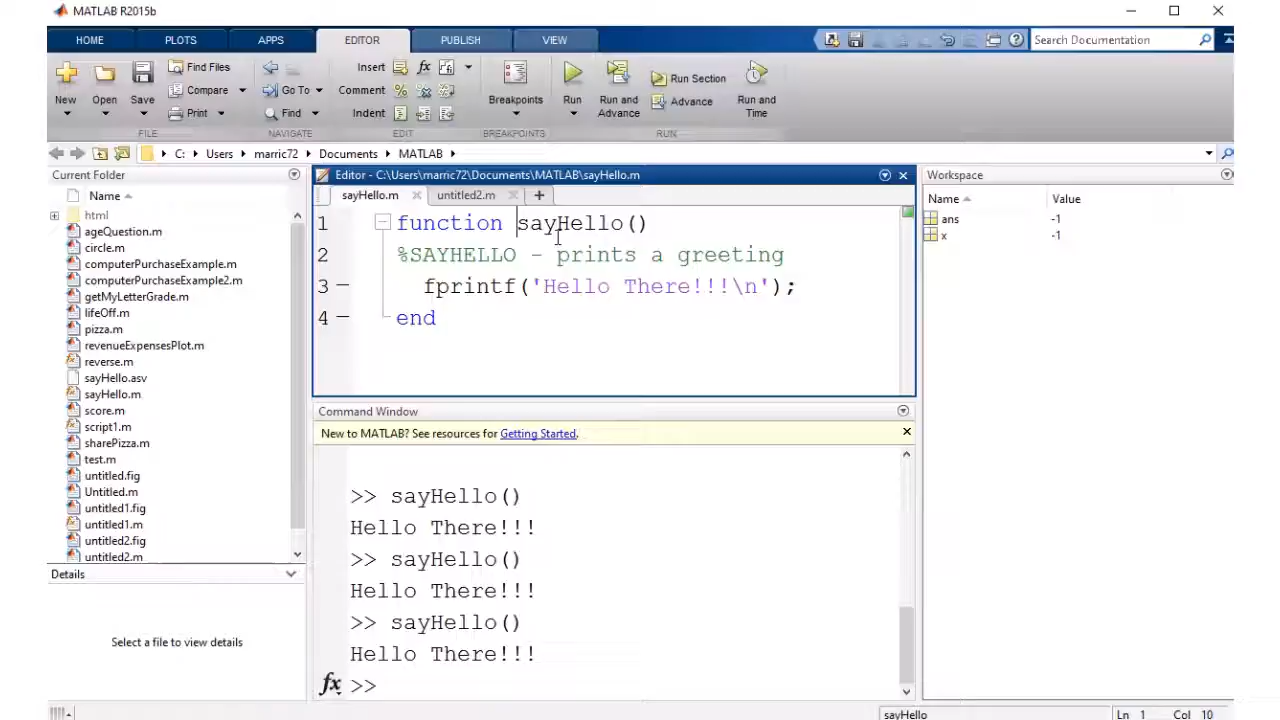 MATLAB R2015b
HOME PLOTS APPS EDITOR PUBLISH VIEW
Search Documentation
New
Open
Save
Find Files
Compare
Print
Go To
Find
Insert fx
Comment %
Indent
Breakpoints
Run
Run and
Advance
Run Section
Advance
Run and
Time
FILE NAVIGATE EDIT BREAKPOINTS RUN
C: Users marric72 Documents MATLAB
Current Folder
Name
html
ageQuestion.m
circle.m
computerPurchaseExample.m
computerPurchaseExample2.m
getMyLetterGrade.m
lifeOff.m
pizza.m
revenueExpensesPlot.m
reverse.m
sayHello.asv
sayHello.m
score.m
script1.m
sharePizza.m
test.m
untitled.fig
Untitled.m
untitled1.fig
untitled1.m
untitled2.fig
untitled2.m
Details
Select a file to view details
Editor - C:\Users\marric72\Documents\MATLAB\sayHello.m
sayHello.m untitled2.m
1 function sayHello()
2 %SAYHELLO - prints a greeting
3 fprintf('Hello There!!!\n');
4 end
Command Window
New to MATLAB? See resources for Getting Started.
>> sayHello()
Hello There!!!
>> sayHello()
Hello There!!!
>> sayHello()
Hello There!!!
fx >>
Workspace
Name Value
ans -1
x -1
sayHello Ln 1 Col 10